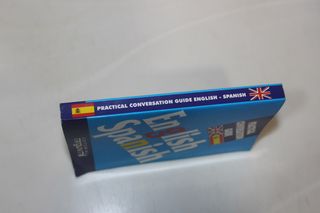 PRACTICAL CONVERSATION GUIDE ENGLISH - SPANISH
English
Spanish